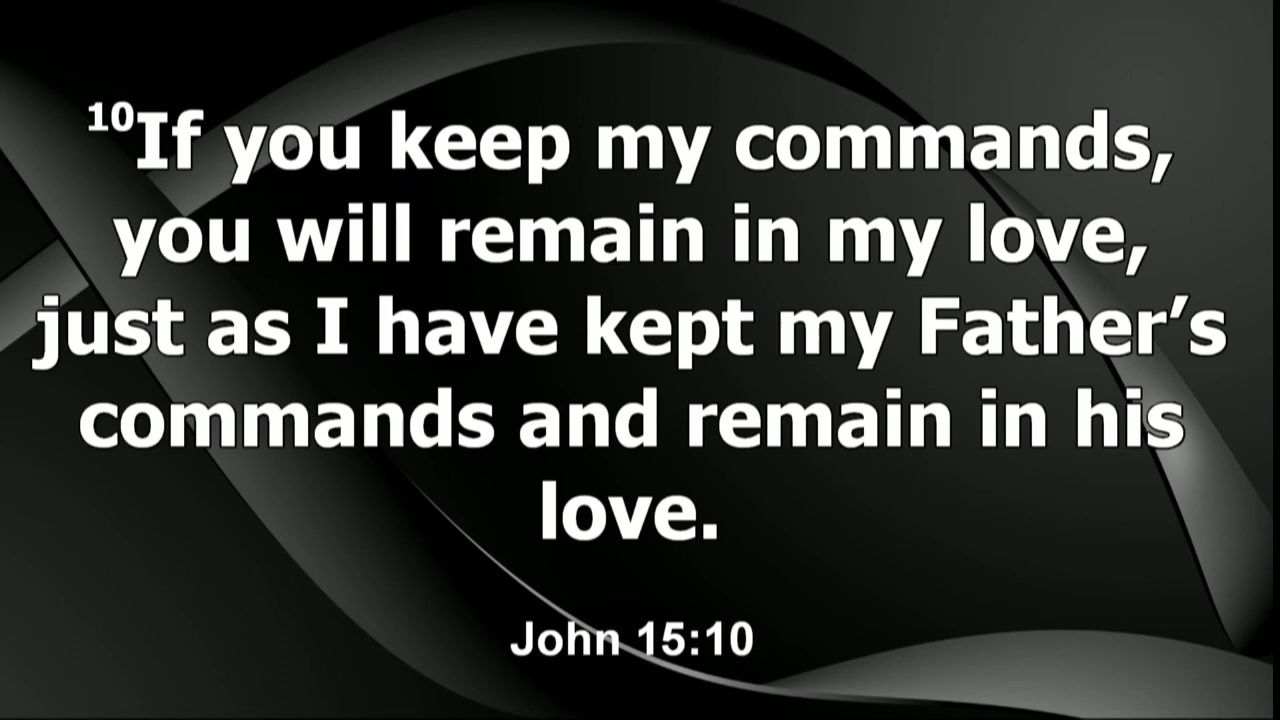 ¹⁰If you keep my commands,
you will remain in my love,
just as I have kept my Father’s
commands and remain in his
love.
John 15:10